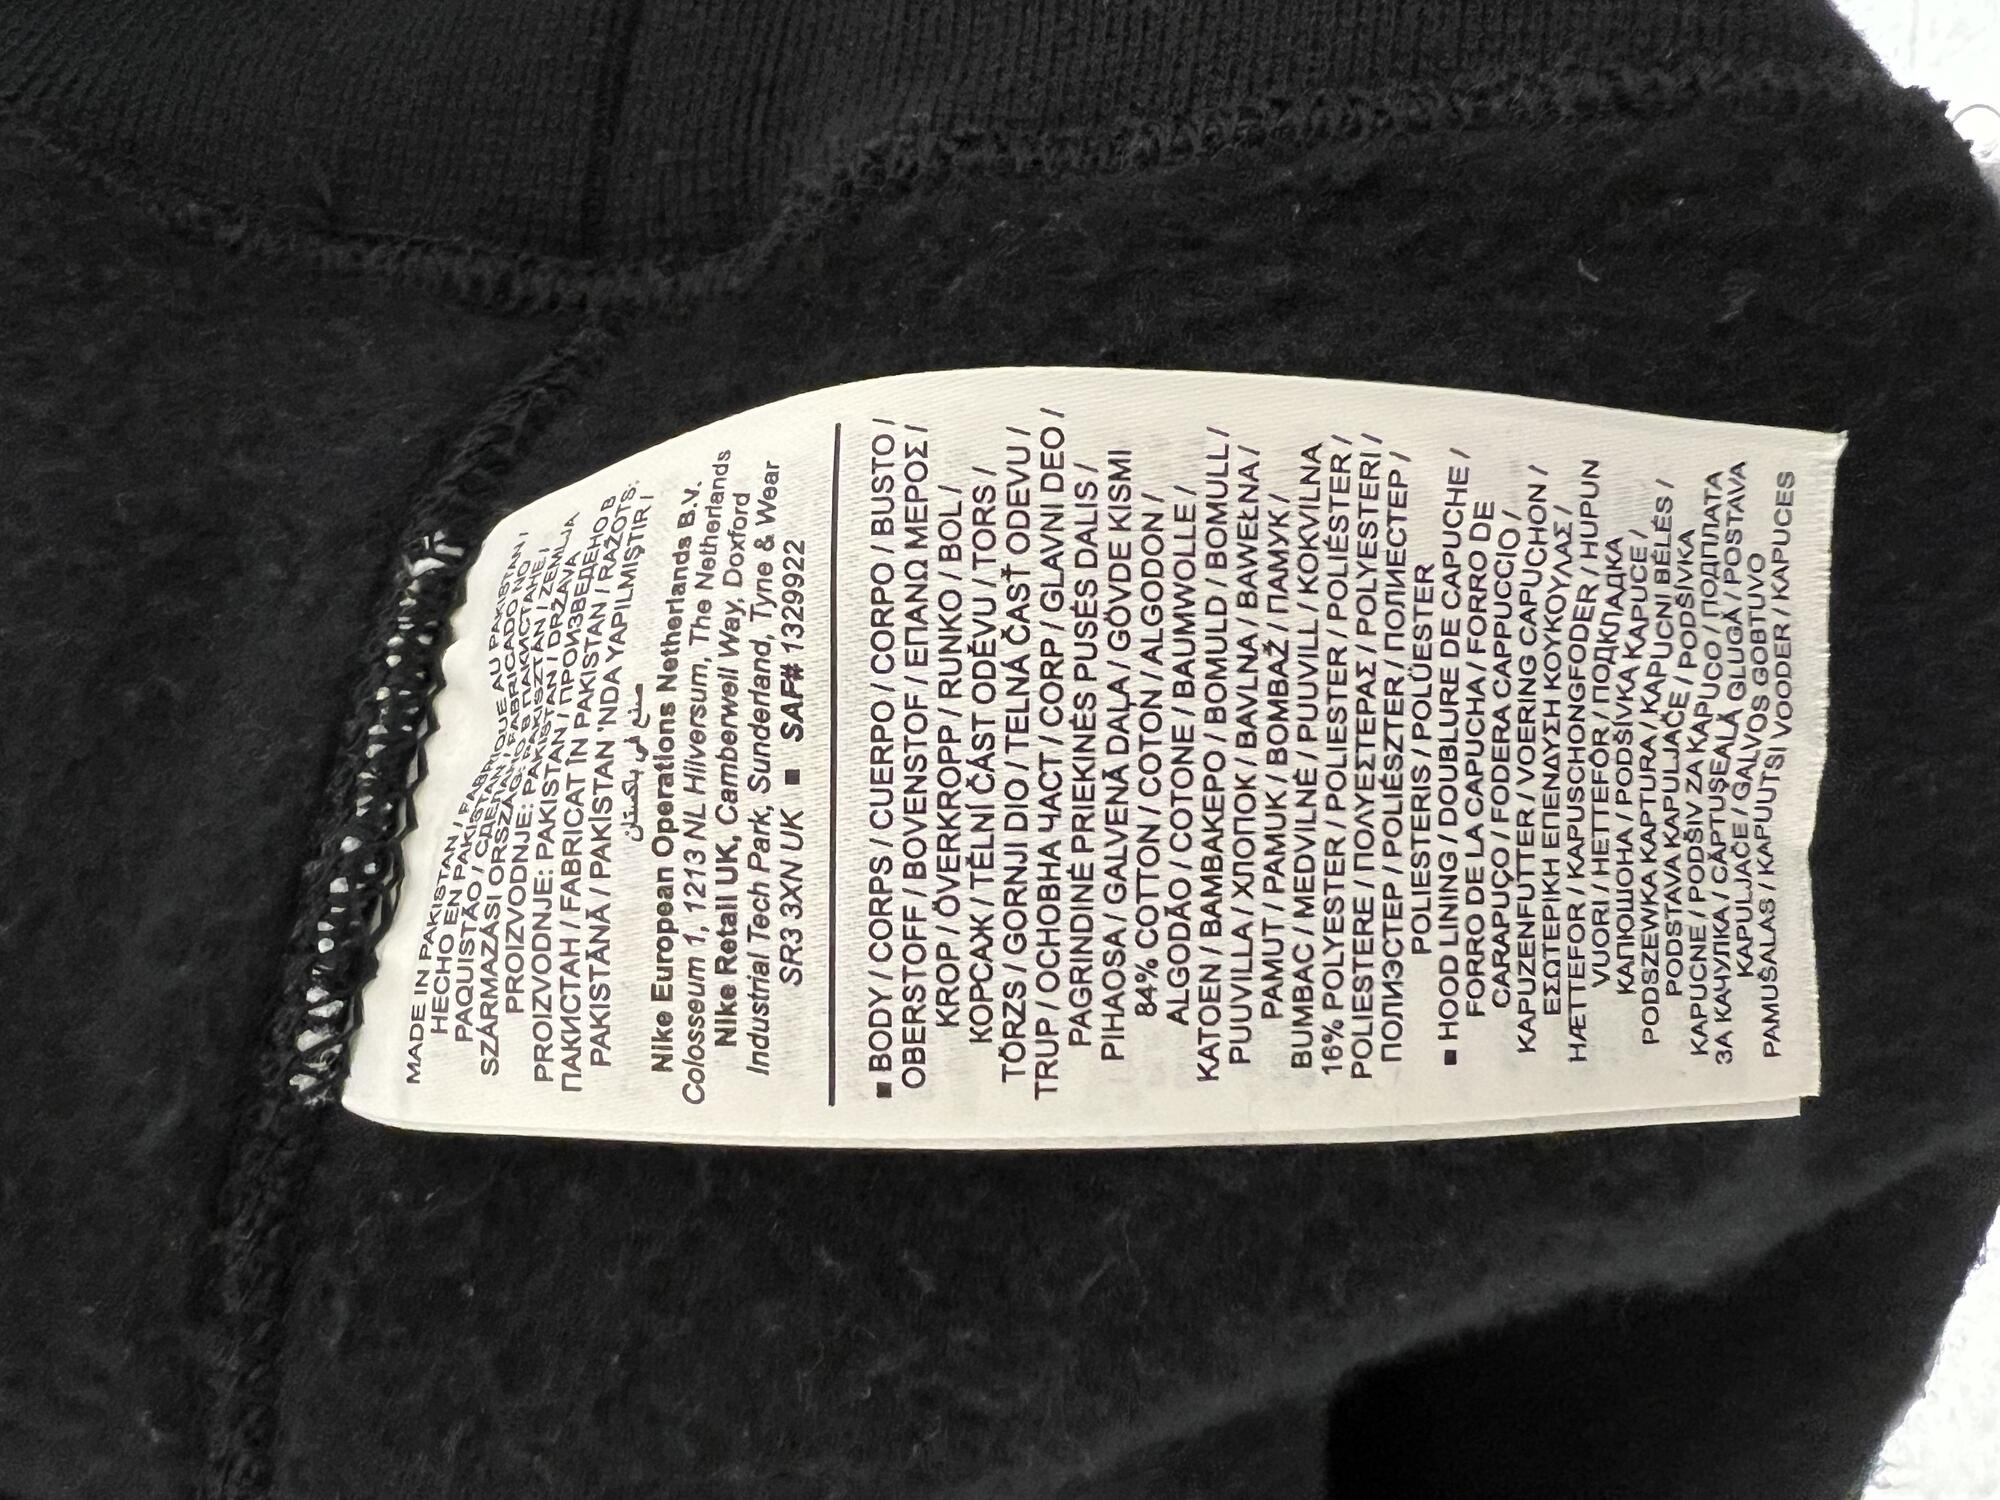 MADE IN PAKISTAN / FABRIQUE AU PAKISTAN /
HECHO EN PAKISTAN / FABRICADO NO
PAQUISTÃO / СДЕЛАНО В ПАКИСТАНЕ /
SZÁRMAZÁSI ORSZÁG: PAKISZTÁN / ZEMLJA
PROIZVODNJE: PAKISTAN / DRŽAVA
PROIZVODNJE: PAKISTAN / ПРОИЗВЕДЕНО В
ПАКИСТАН / FABRICAT ÎN PAKISTAN / RAŽOTS:
PAKISTĀNĀ / PAKİSTAN 'NDA YAPILMIŞTIR /
صنع في باكستان
Nike European Operations Netherlands B.V.
Colosseum 1, 1213 NL Hilversum, The Netherlands
Nike Retail UK, Camberwell Way, Doxford
Industrial Tech Park, Sunderland, Tyne & Wear
SR3 3XN UK ■ SAF# 1329922
■ BODY / CORPS / CUERPO / CORPO / BUSTO /
OBERSTOFF / BOVENSTOF / ΕΠΑΝΩ ΜΕΡΟΣ /
KROP / ÖVERKROPP / RUNKO / BOL /
КОРСАЖ / TĚLNÍ ČÁST ODĚVU / TORS /
TÖRZS / GORNJI DIO / TELNÁ ČASŤ ODEVU /
TRUP / ОСНОВНА ЧАСТ / CORP / GLAVNI DEO /
PAGRINDINĖ PRIEKINĖS PUSĖS DALIS /
PIHAOSA / GALVENĀ DAĻA / GÖVDE KISMI
84% COTTON / COTON / ALGODON /
ALGODÃO / COTONE / BAUMWOLLE /
KATOEN / ΒΑΜΒΑΚΕΡΟ / BOMULD / BOMULL /
PUUVILLA / ХЛОПОК / BAVLNA / BAWEŁNA /
PAMUT / PAMUK / BOMBAŽ / ПАМУК /
BUMBAC / MEDVILNĖ / PUUVILL / KOKVILNA
16% POLYESTER / POLIESTER / POLIÉSTER /
POLIESTERE / ΠΟΛΥΕΣΤΕΡΑΣ / POLYESTERI /
ПОЛИЭСТЕР / POLIÉSZTER / ПОЛИЕСТЕР /
POLIESTERIS / POLÜESTER
■ HOOD LINING / DOUBLURE DE CAPUCHE /
FORRO DE LA CAPUCHA / FORRO DE
CARAPUÇO / FODERA CAPPUCCIO /
KAPUZENFUTTER / VOERING CAPUCHON /
ΕΣΩΤΕΡΙΚΗ ΕΠΕΝΔΥΣΗ ΚΟΥΚΟΥΛΑΣ /
HÆTTEFOR / KAPUSCHONGFODER / HUPUN
VUORI / HETTEFÔR / ПОДКЛАДКА
КАПЮШОНА / PODŠÍVKA KAPUCE /
PODSZEWKA KAPTURA / KAPUCNI BÉLÉS /
PODSTAVA KAPULJAČE / PODŠÍVKA
KAPUCNE / PODŠIV ZA KAPUCO / ПОДПЛАТА
ЗА КАЧУЛКА / CĂPTUȘEALĂ GLUGĂ / POSTAVA
KAPULJAČE / GALVOS GOBTUVO
PAMUŠALAS / KAPUUTSI VOODER / KAPUCES